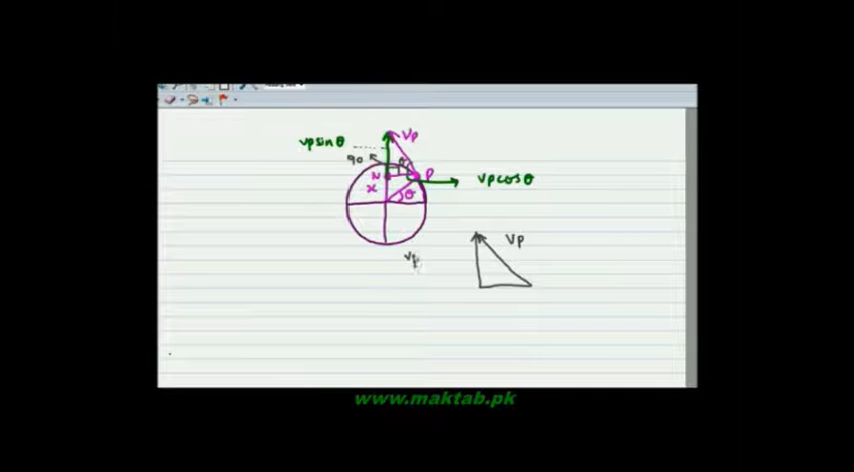 vp
vpsinθ
90
θ
N
P
vpcosθ
x
θ
vp
vp
www.maktab.pk